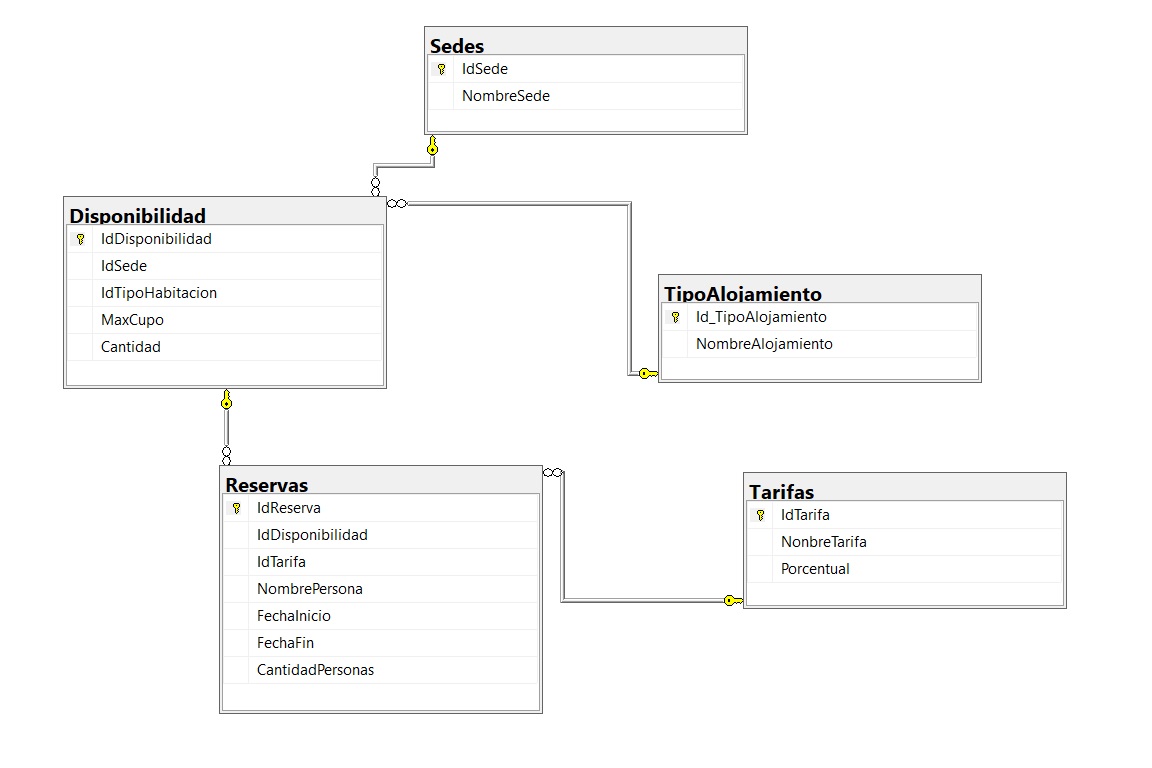 Sedes
IdSede
NombreSede
Disponibilidad
IdDisponibilidad
IdSede
IdTipoHabitacion
MaxCupo
Cantidad
TipoAlojamiento
Id_TipoAlojamiento
NombreAlojamiento
Reservas
IdReserva
IdDisponibilidad
IdTarifa
NombrePersona
FechaInicio
FechaFin
CantidadPersonas
Tarifas
IdTarifa
NonbreTarifa
Porcentual